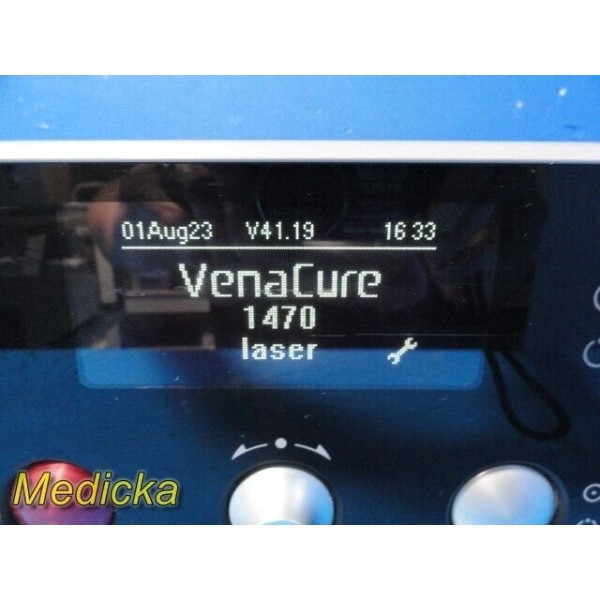 01Aug23 V41.19 16 33
VenaCure
1470
laser
Medicka